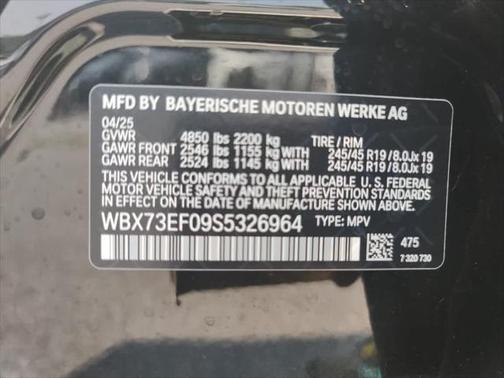 MFD BY BAYERISCHE MOTOREN WERKE AG
04/25
GVWR 4850 lbs 2200 kg TIRE / RIM
GAWR FRONT 2546 lbs 1155 kg 245/45 R19 / 8.0Jx 19
GAWR REAR 2524 lbs 1145 kg 245/45 R19 / 8.0Jx 19
THIS VEHICLE CONFORMS TO ALL APPLICABLE U.S. FEDERAL MOTOR
VEHICLE SAFETY, BUMPER, AND THEFT PREVENTION STANDARDS
IN EFFECT ON THE DATE OF MANUFACTURE SHOWN ABOVE.
WBX73EF09S5326964 TYPE: MPV
475
7 320 730